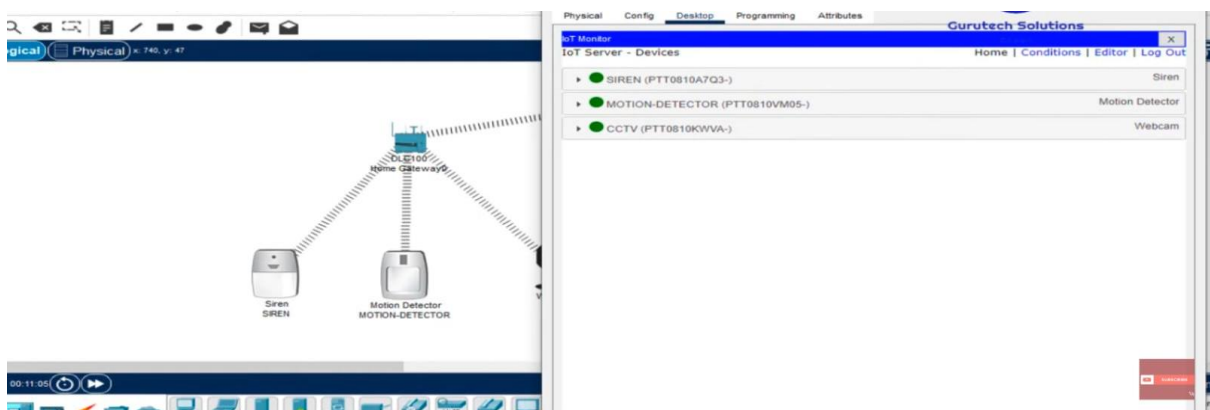 Physical Config Desktop Programming Attributes
Gurutech Solutions
gical) Physical x: 740, y: 47
IoT Monitor X
IoT Server - Devices Home | Conditions | Editor | Log Out
SIREN (PTT0810A7Q3-) Siren
MOTION-DETECTOR (PTT0810VM05-) Motion Detector
CCTV (PTT0810KWVA-) Webcam
DLC100
Home Gateway0
Siren
SIREN
Motion Detector
MOTION-DETECTOR
W
00:11:05
SUBSCRIBE